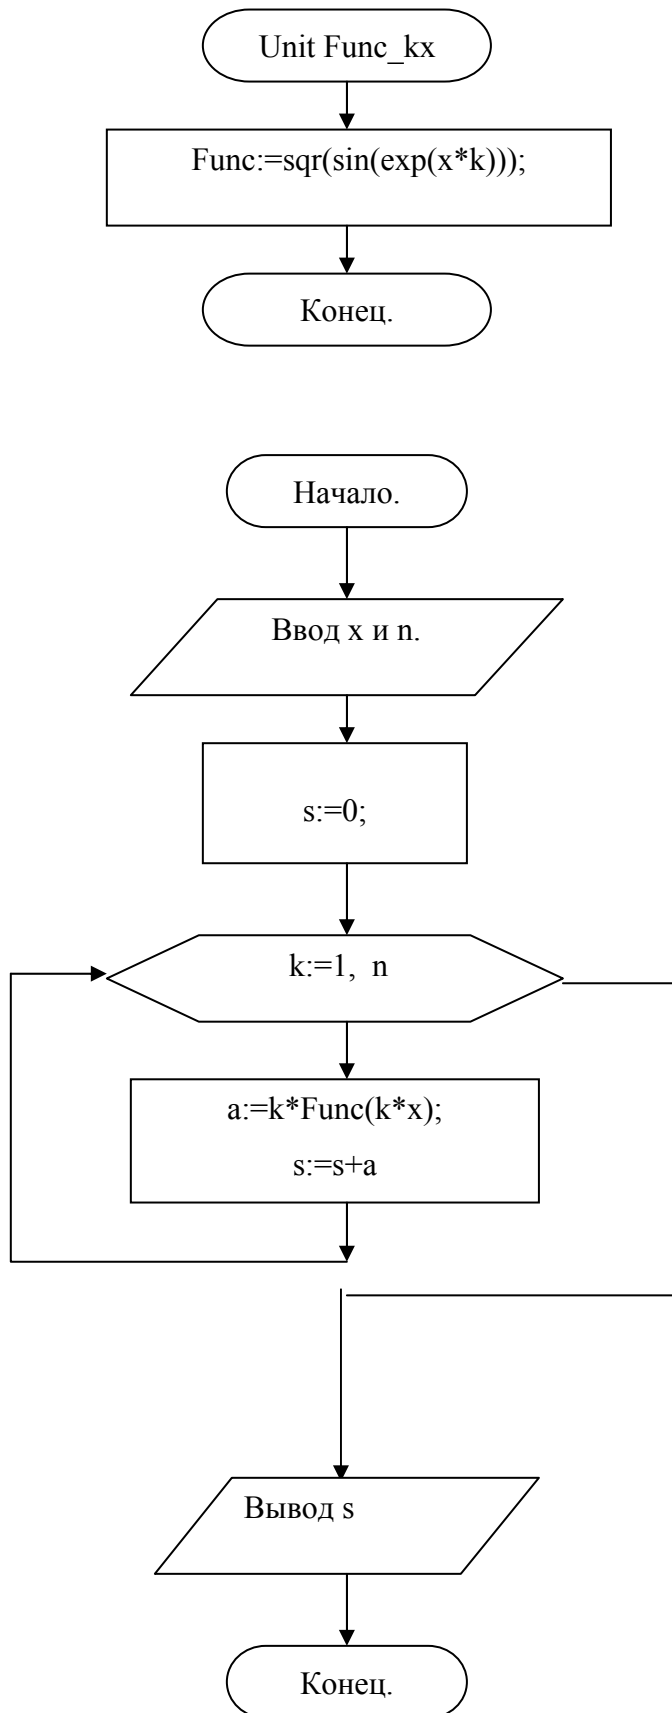 Unit Func_kx
Func:=sqr(sin(exp(x*k)));
Конец.
Начало.
Ввод x и n.
s:=0;
k:=1, n
a:=k*Func(k*x);
s:=s+a
Вывод s
Конец.